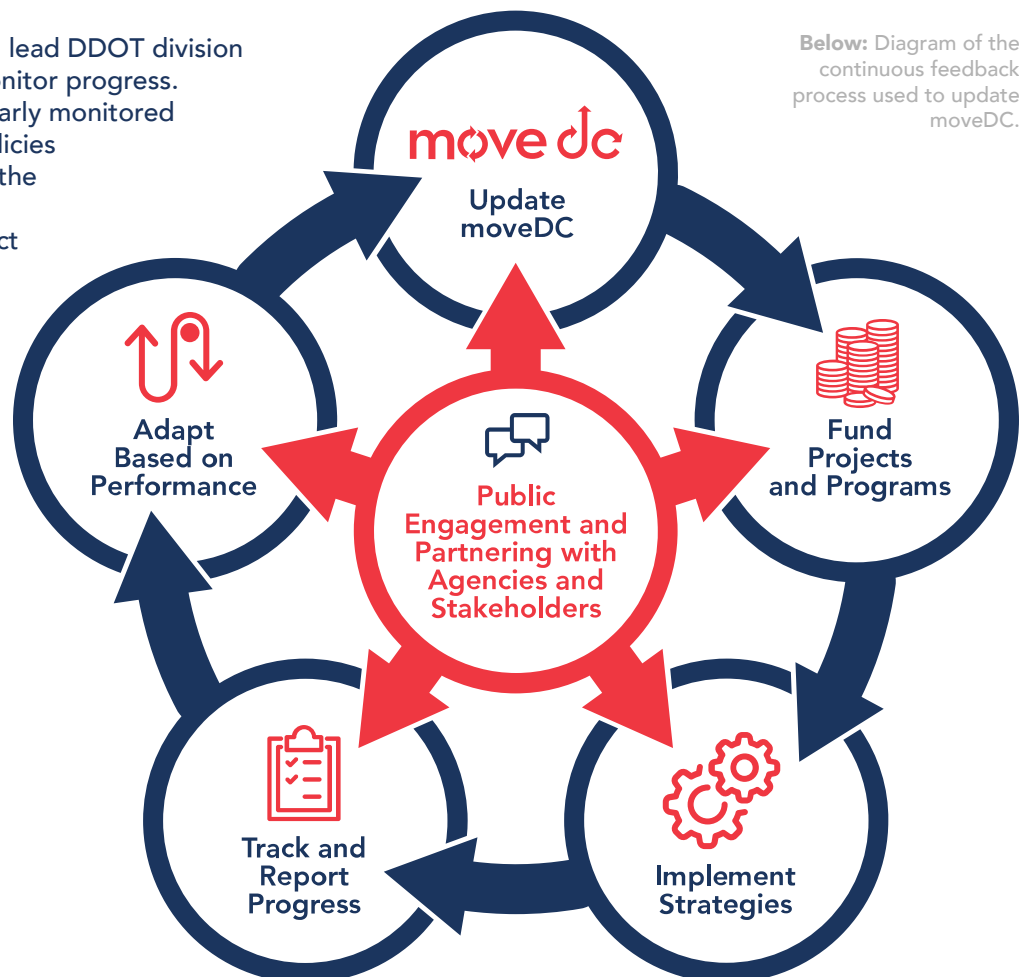 lead DDOT division
nitor progress.
arly monitored
licies
the
ct
Below: Diagram of the
continuous feedback
process used to update
moveDC.
move dc
Update
moveDC
Fund
Projects
and Programs
Implement
Strategies
Track and
Report
Progress
Adapt
Based on
Performance
Public
Engagement and
Partnering with
Agencies and
Stakeholders